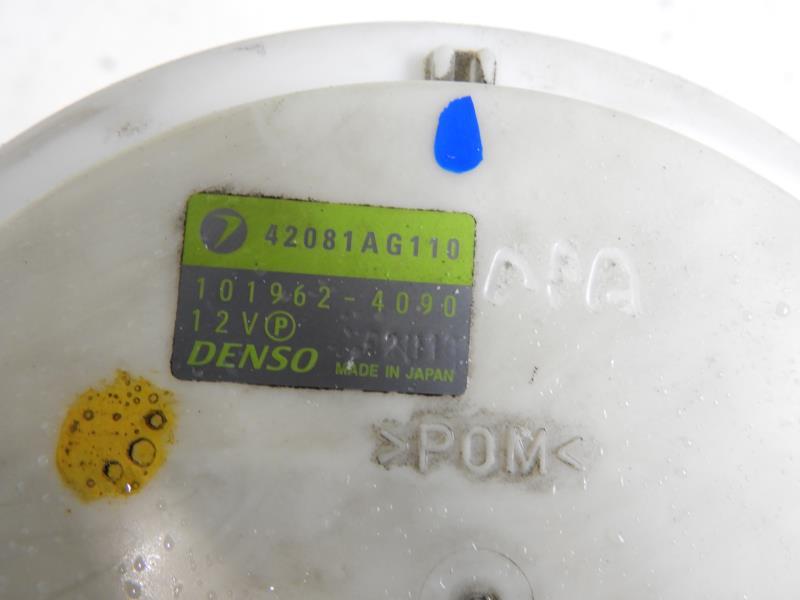 42081AG110
101962-4090
12V P
DENSO MADE IN JAPAN
>POM<